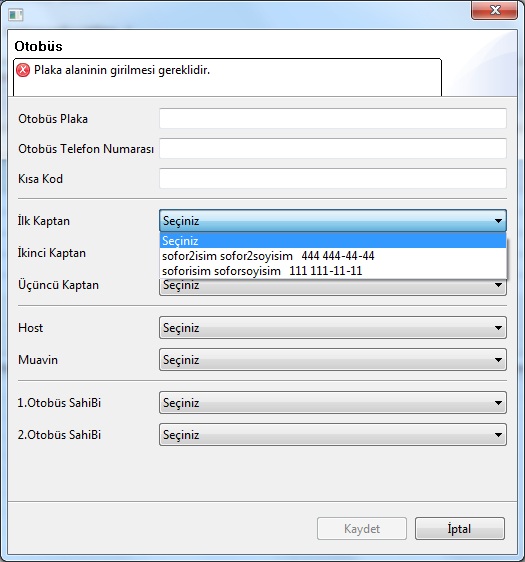 Otobüs
Plaka alaninin girilmesi gereklidir.
Otobüs Plaka
Otobüs Telefon Numarası
Kısa Kod
İlk Kaptan Seçiniz
Seçiniz
İkinci Kaptan sofor2isim sofor2soyisim 444 444-44-44
soforisim soforsoyisim 111 111-11-11
Üçüncü Kaptan Seçiniz
Host Seçiniz
Muavin Seçiniz
1.Otobüs SahiBi Seçiniz
2.Otobüs SahiBi Seçiniz
Kaydet İptal